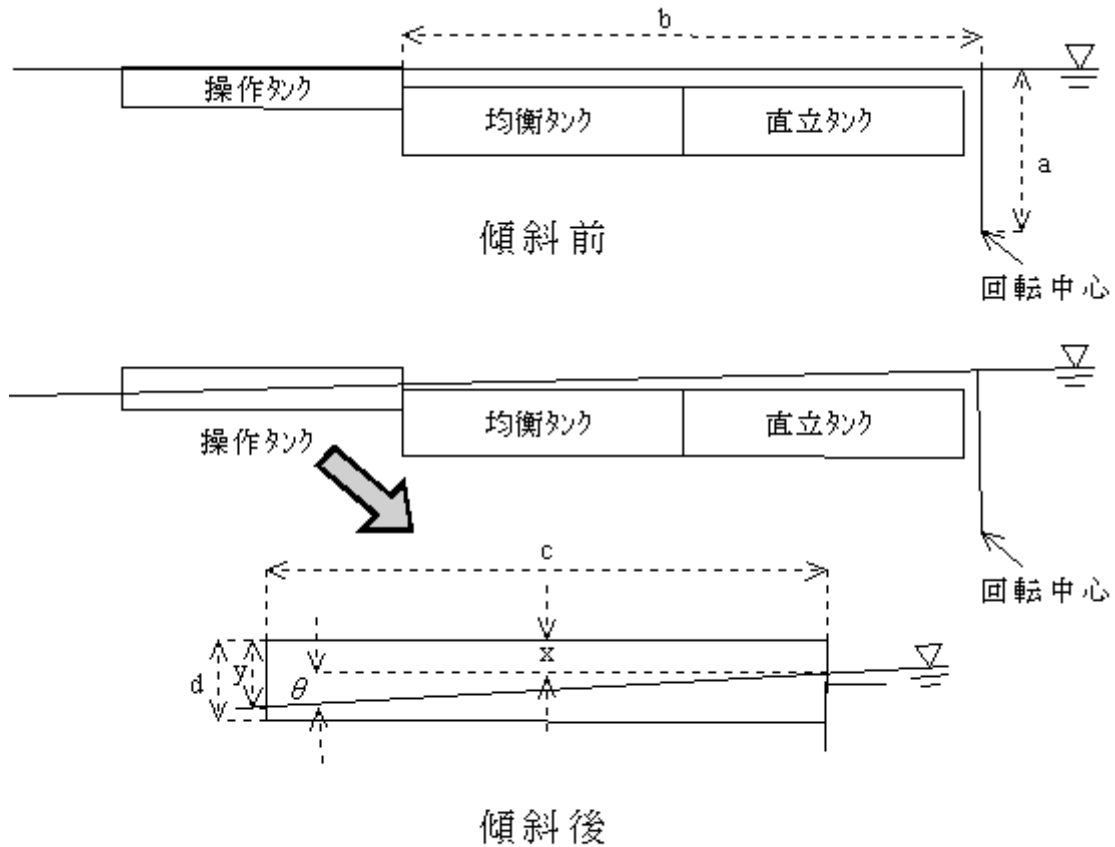 b
操作タンク
均衡タンク
直立タンク
a
傾斜前
回転中心
操作タンク
均衡タンク
直立タンク
回転中心
c
x
d
y
θ
傾斜後